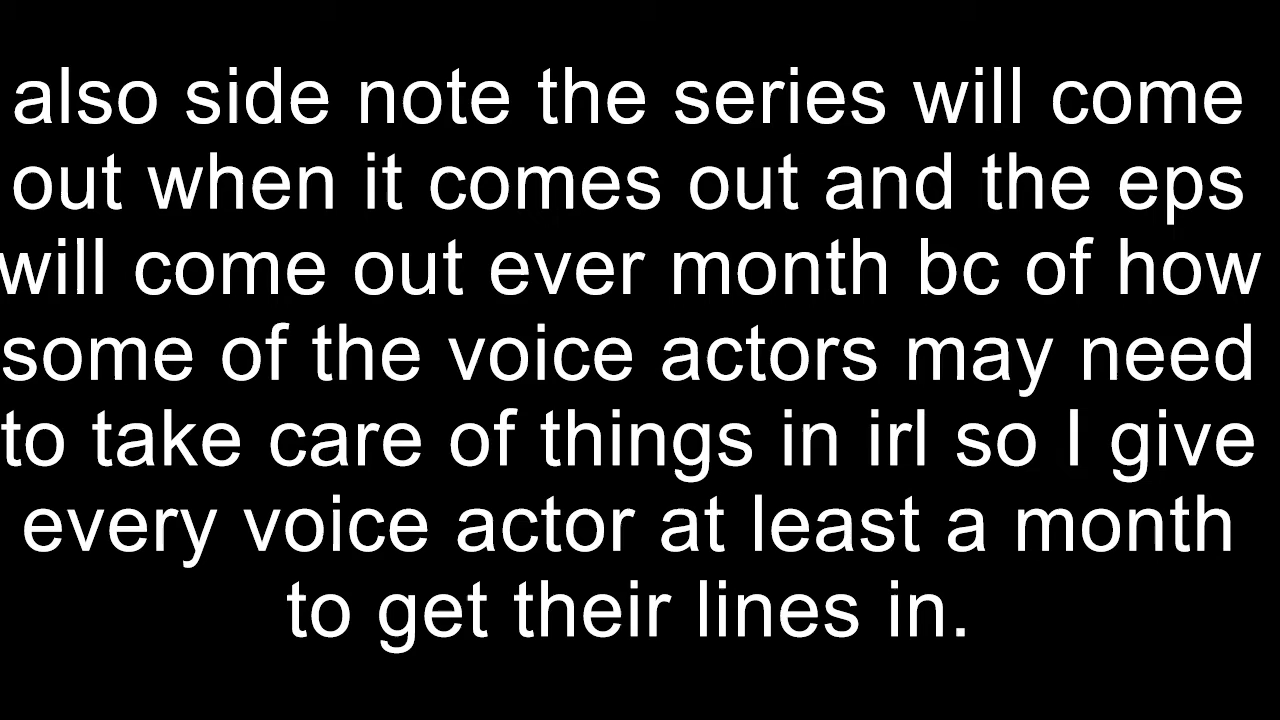 also side note the series will come
out when it comes out and the eps
will come out ever month bc of how
some of the voice actors may need
to take care of things in irl so I give
every voice actor at least a month
to get their lines in.